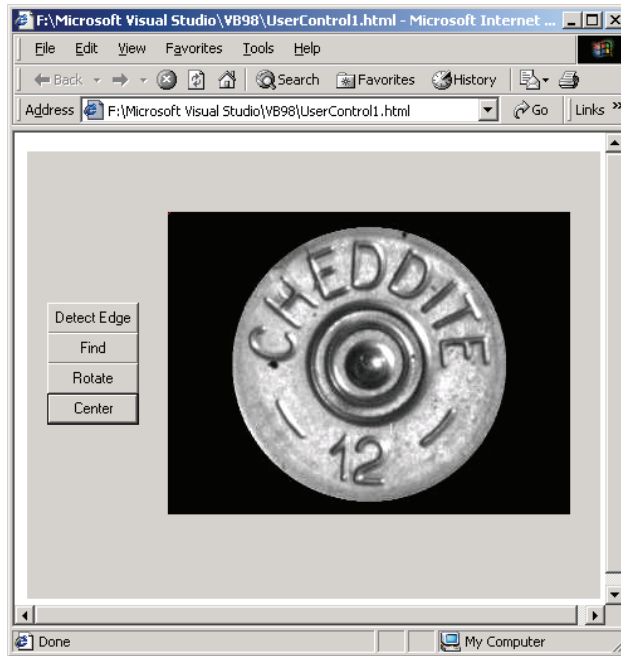 F:\Microsoft Visual Studio\VB98\UserControl1.html - Microsoft Internet ...
File Edit View Favorites Tools Help
Back Search Favorites History
Address F:\Microsoft Visual Studio\VB98\UserControl1.html Go Links »
Detect Edge
Find
Rotate
Center
CHEDDITE
12
Done My Computer